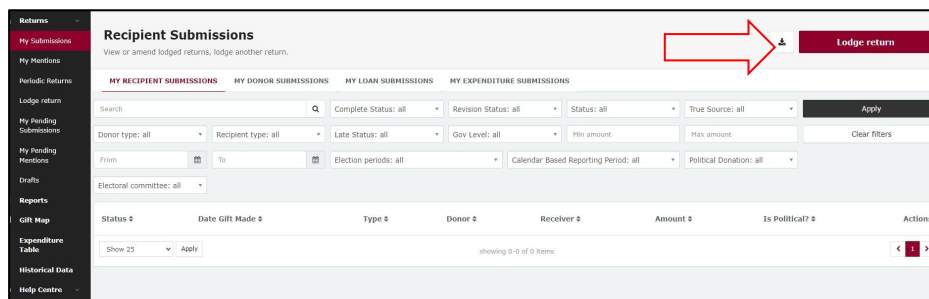 Returns
My Submissions
My Mentions
Periodic Returns
Lodge return
My Pending
Submissions
My Pending
Mentions
Drafts
Reports
Gift Map
Expenditure
Table
Historical Data
Help Centre
Recipient Submissions
View or amend lodged returns, lodge another return.
Lodge return
MY RECIPIENT SUBMISSIONS MY DONOR SUBMISSIONS MY LOAN SUBMISSIONS MY EXPENDITURE SUBMISSIONS
Search Complete Status: all Revision Status: all Status: all True Source: all Apply
Donor type: all Recipient type: all Late Status: all Gov Level: all Min amount Max amount Clear filters
From To Election periods: all Calendar Based Reporting Period: all Political Donation: all
Electoral committee: all
Status Date Gift Made Type Donor Receiver Amount Is Political? Action
Show 25 Apply showing 0-0 of 0 items < 1 >